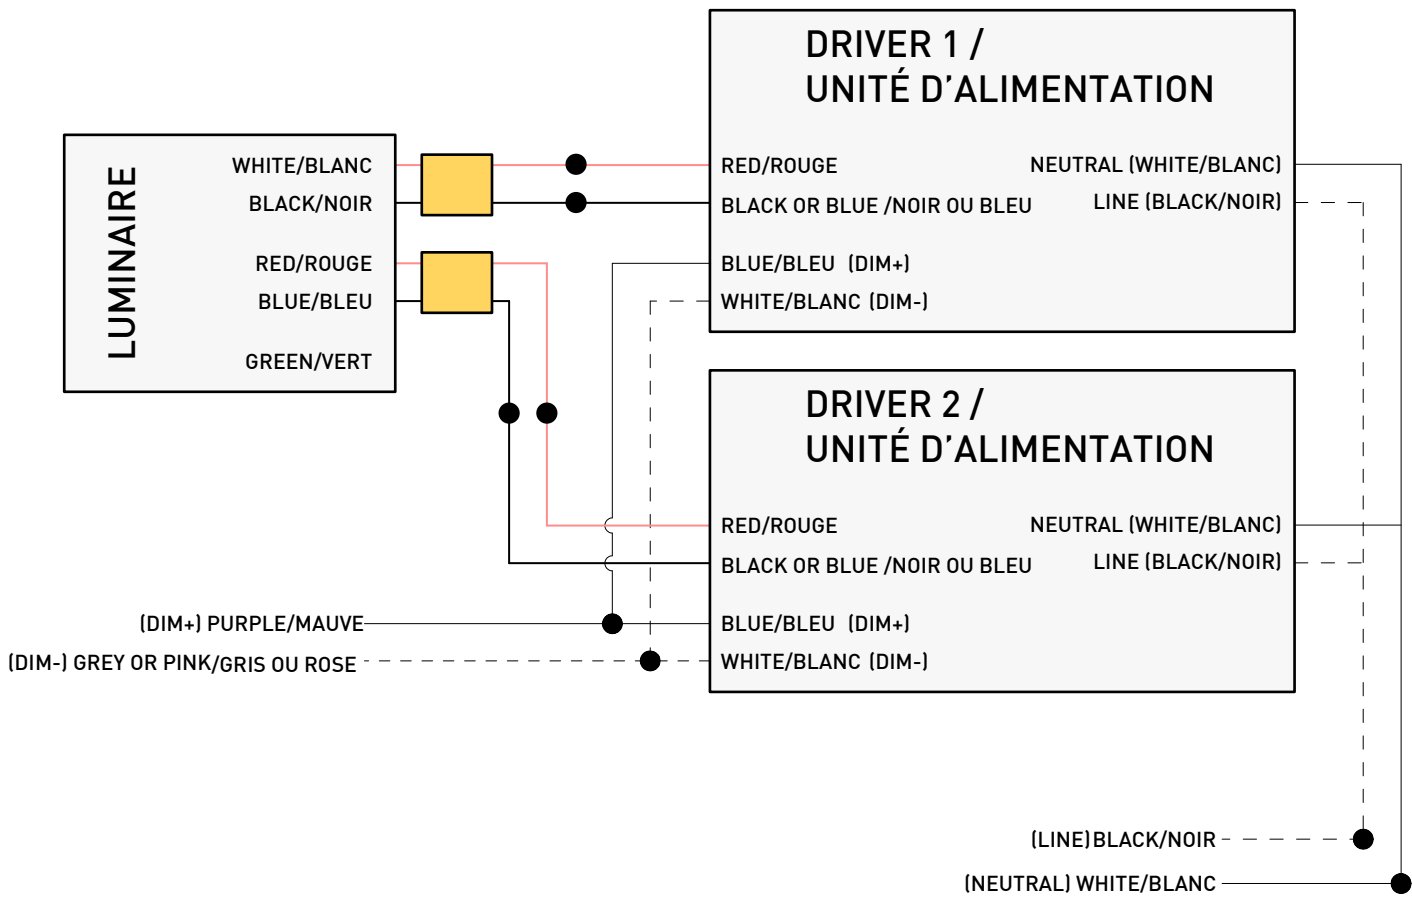 DRIVER 1 /
UNITÉ D'ALIMENTATION
LUMINAIRE
WHITE/BLANC
BLACK/NOIR
RED/ROUGE
BLUE/BLEU
GREEN/VERT
RED/ROUGE
BLACK OR BLUE /NOIR OU BLEU
BLUE/BLEU (DIM+)
WHITE/BLANC (DIM-)
NEUTRAL (WHITE/BLANC)
LINE (BLACK/NOIR)
DRIVER 2 /
UNITÉ D'ALIMENTATION
RED/ROUGE
BLACK OR BLUE /NOIR OU BLEU
BLUE/BLEU (DIM+)
WHITE/BLANC (DIM-)
NEUTRAL (WHITE/BLANC)
LINE (BLACK/NOIR)
(DIM+) PURPLE/MAUVE
(DIM-) GREY OR PINK/GRIS OU ROSE
(LINE) BLACK/NOIR
(NEUTRAL) WHITE/BLANC